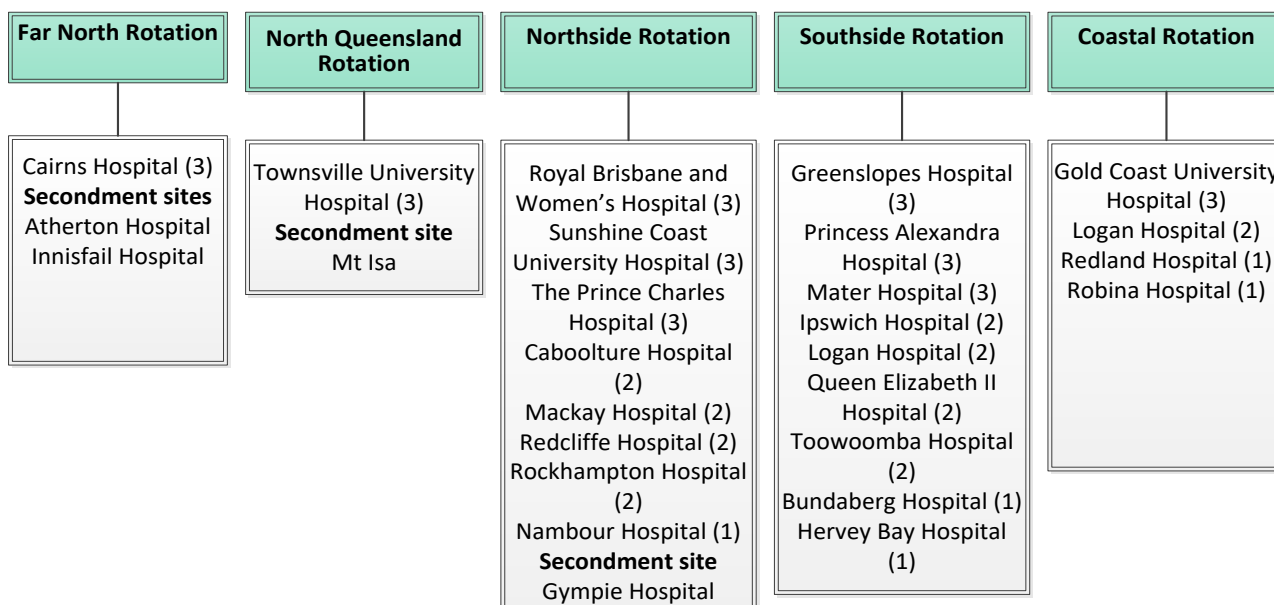 Far North Rotation
Cairns Hospital (3)
Secondment sites
Atherton Hospital
Innisfail Hospital
North Queensland
Rotation
Townsville University
Hospital (3)
Secondment site
Mt Isa
Northside Rotation
Royal Brisbane and
Women’s Hospital (3)
Sunshine Coast
University Hospital (3)
The Prince Charles
Hospital (3)
Caboolture Hospital
(2)
Mackay Hospital (2)
Redcliffe Hospital (2)
Rockhampton Hospital
(2)
Nambour Hospital (1)
Secondment site
Gympie Hospital
Southside Rotation
Greenslopes Hospital
(3)
Princess Alexandra
Hospital (3)
Mater Hospital (3)
Ipswich Hospital (2)
Logan Hospital (2)
Queen Elizabeth II
Hospital (2)
Toowoomba Hospital
(2)
Bundaberg Hospital (1)
Hervey Bay Hospital
(1)
Coastal Rotation
Gold Coast University
Hospital (3)
Logan Hospital (2)
Redland Hospital (1)
Robina Hospital (1)